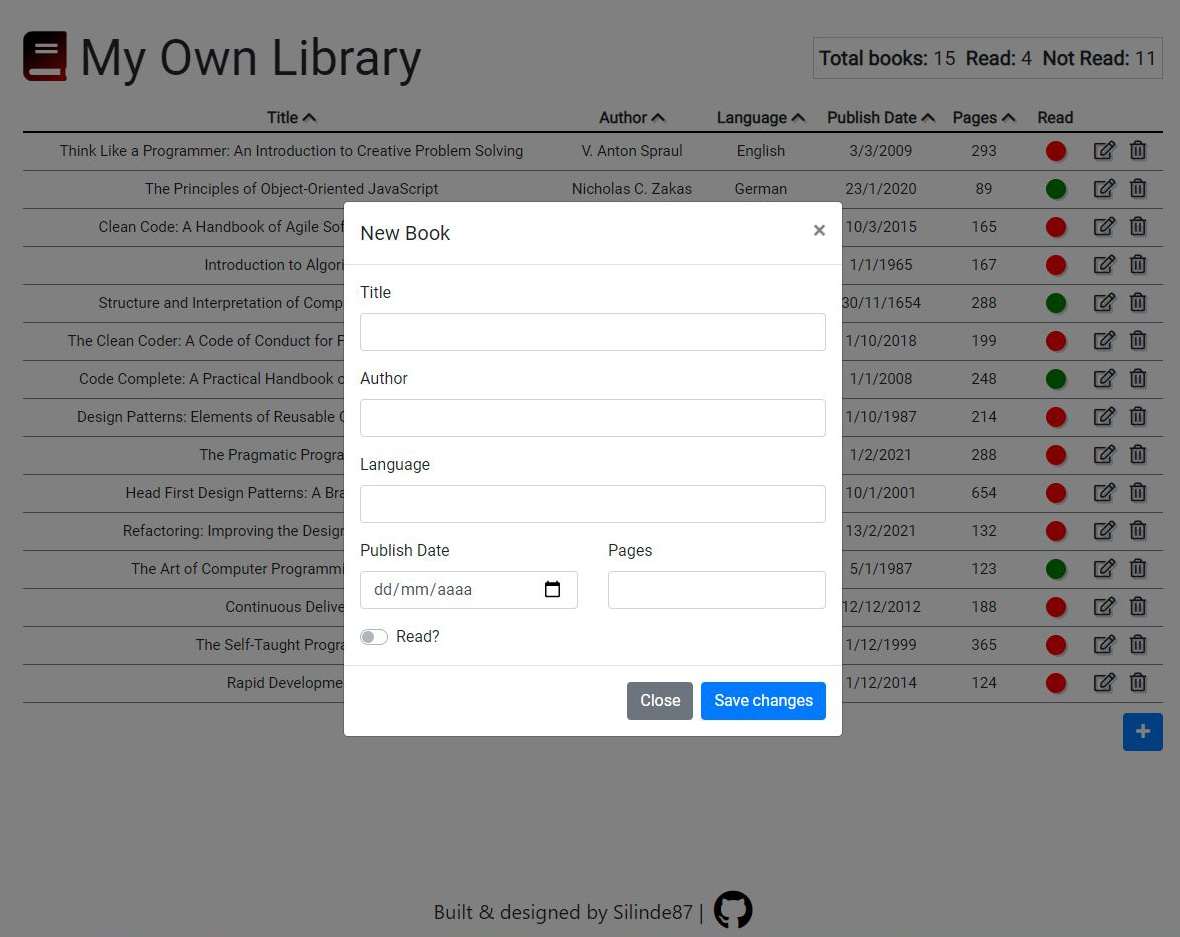 My Own Library
Total books: 15 Read: 4 Not Read: 11
Title Author Language Publish Date Pages Read
Think Like a Programmer: An Introduction to Creative Problem Solving V. Anton Spraul English 3/3/2009 293
The Principles of Object-Oriented JavaScript Nicholas C. Zakas German 23/1/2020 89
Clean Code: A Handbook of Agile Sof 10/3/2015 165
Introduction to Algori 1/1/1965 167
Structure and Interpretation of Comp 30/11/1654 288
The Clean Coder: A Code of Conduct for P 1/10/2018 199
Code Complete: A Practical Handbook o 1/1/2008 248
Design Patterns: Elements of Reusable 1/10/1987 214
The Pragmatic Progra 1/2/2021 288
Head First Design Patterns: A Bra 10/1/2001 654
Refactoring: Improving the Design 13/2/2021 132
The Art of Computer Programmi 5/1/1987 123
Continuous Delive 12/12/2012 188
The Self-Taught Progra 1/12/1999 365
Rapid Developme 1/12/2014 124
New Book ×
Title
Author
Language
Publish Date Pages
dd/mm/aaaa
Read?
Close Save changes
+
Built & designed by Silinde87 |